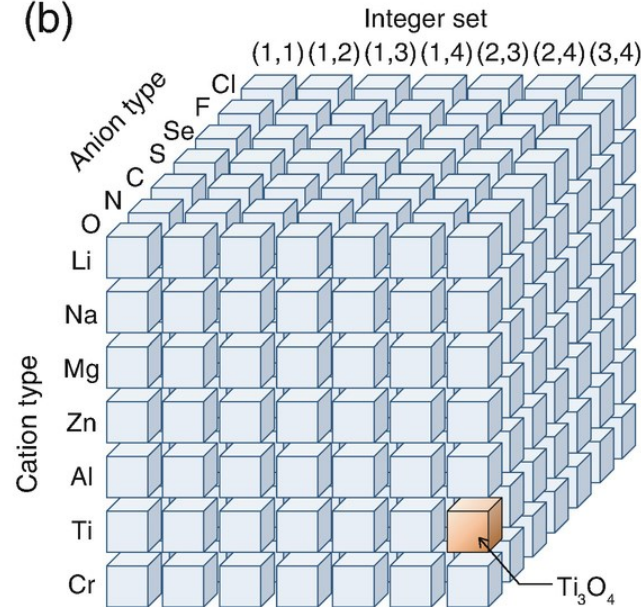 (b)
Integer set
(1,1) (1,2) (1,3) (1,4) (2,3) (2,4) (3,4)
Anion type
Cl
F
Se
S
C
N
O
Cation type
Li
Na
Mg
Zn
Al
Ti
Cr
Ti₃O₄